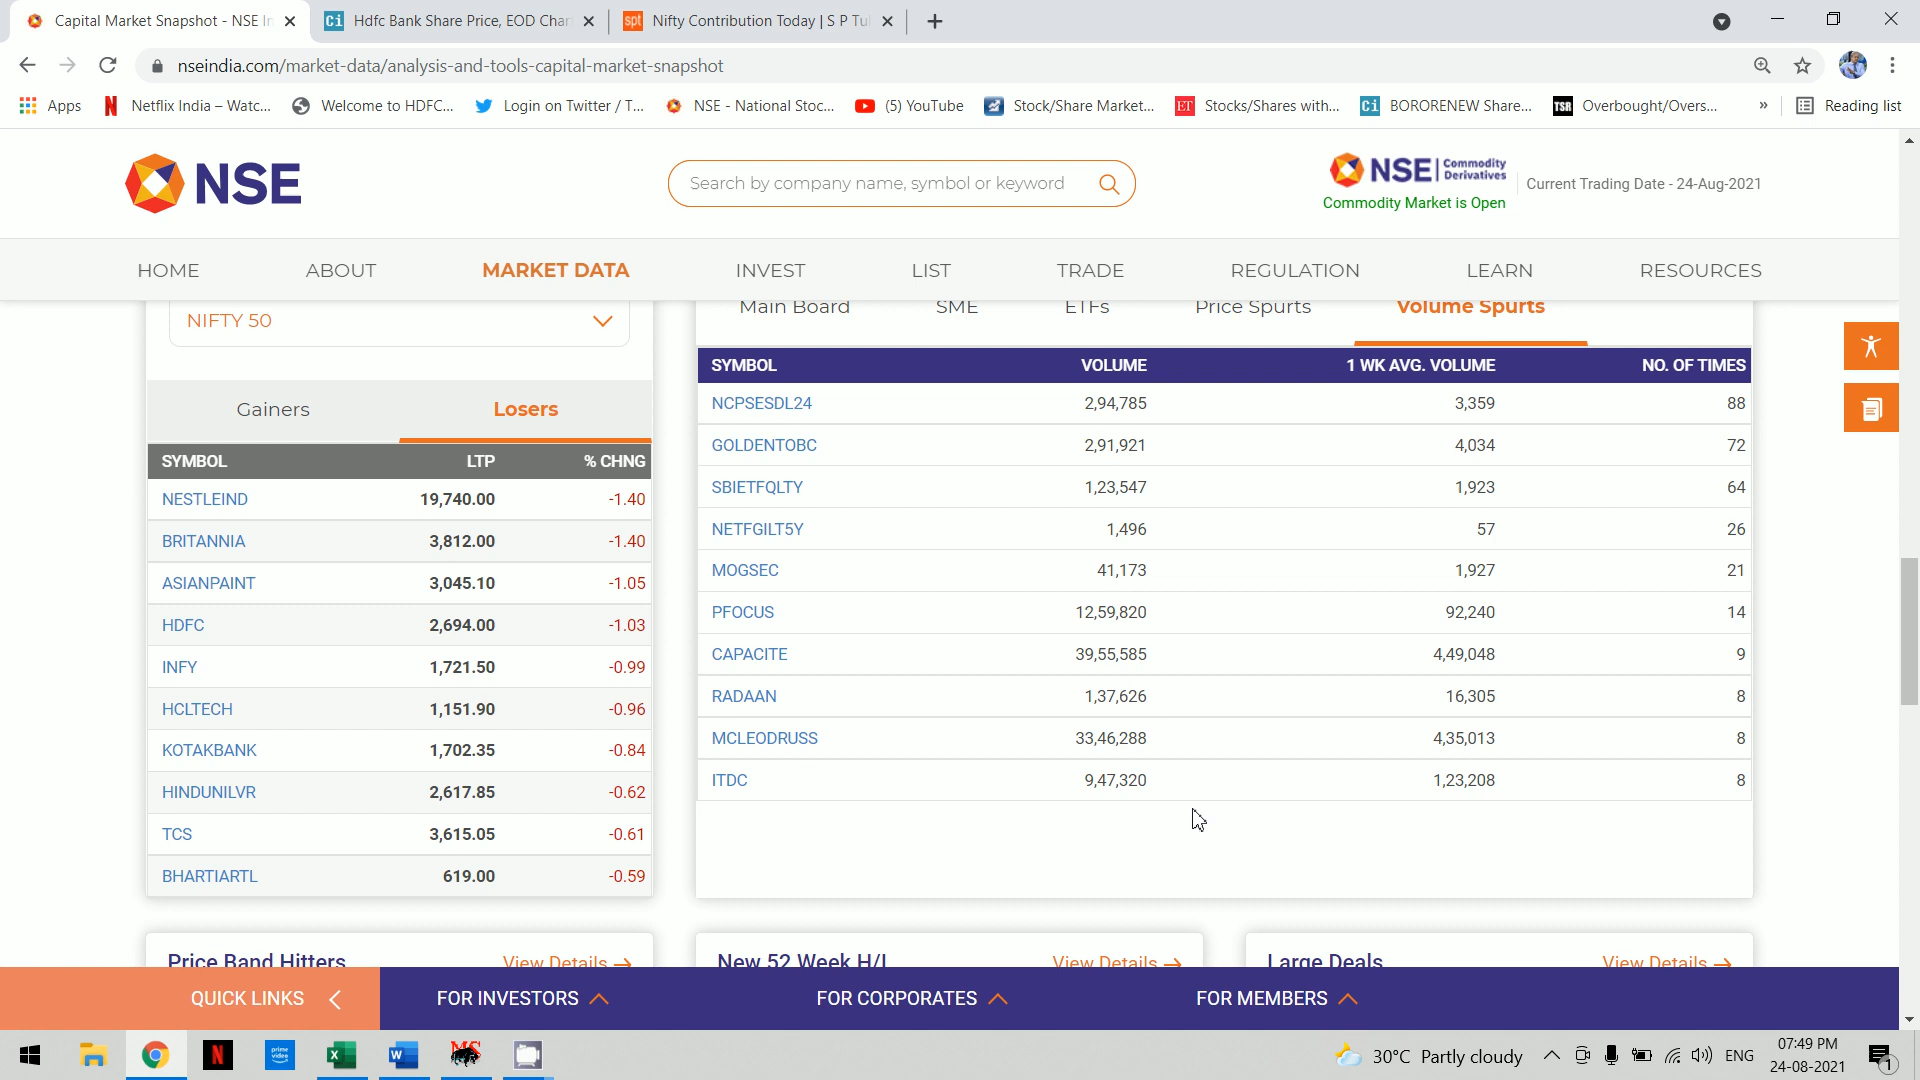 Capital Market Snapshot - NSE In
Hdfc Bank Share Price, EOD Char
spt Nifty Contribution Today | S P Tul
nseindia.com/market-data/analysis-and-tools-capital-market-snapshot
Apps
Netflix India – Watc...
Welcome to HDFC...
Login on Twitter / T...
NSE - National Stoc...
(5) YouTube
Stock/Share Market...
ET Stocks/Shares with...
Ci BORORENEW Share...
TSR Overbought/Overs...
»
Reading list
NSE
Search by company name, symbol or keyword
NSE | Commodity Derivatives
Commodity Market is Open
Current Trading Date - 24-Aug-2021
HOME ABOUT MARKET DATA INVEST LIST TRADE REGULATION LEARN RESOURCES
NIFTY 50
Gainers Losers
SYMBOL LTP % CHNG
NESTLEIND 19,740.00 -1.40
BRITANNIA 3,812.00 -1.40
ASIANPAINT 3,045.10 -1.05
HDFC 2,694.00 -1.03
INFY 1,721.50 -0.99
HCLTECH 1,151.90 -0.96
KOTAKBANK 1,702.35 -0.84
HINDUNILVR 2,617.85 -0.62
TCS 3,615.05 -0.61
BHARTIARTL 619.00 -0.59
Main Board SME ETFs Price Spurts Volume Spurts
SYMBOL VOLUME 1 WK AVG. VOLUME NO. OF TIMES
NCPSESDL24 2,94,785 3,359 88
GOLDENTOBC 2,91,921 4,034 72
SBIETFQLTY 1,23,547 1,923 64
NETFGILT5Y 1,496 57 26
MOGSEC 41,173 1,927 21
PFOCUS 12,59,820 92,240 14
CAPACITE 39,55,585 4,49,048 9
RADAAN 1,37,626 16,305 8
MCLEODRUSS 33,46,288 4,35,013 8
ITDC 9,47,320 1,23,208 8
Price Band Hitters View Details →
New 52 Week H/L View Details →
Large Deals View Details →
QUICK LINKS
FOR INVESTORS
FOR CORPORATES
FOR MEMBERS
30°C Partly cloudy
ENG
07:49 PM
24-08-2021
1